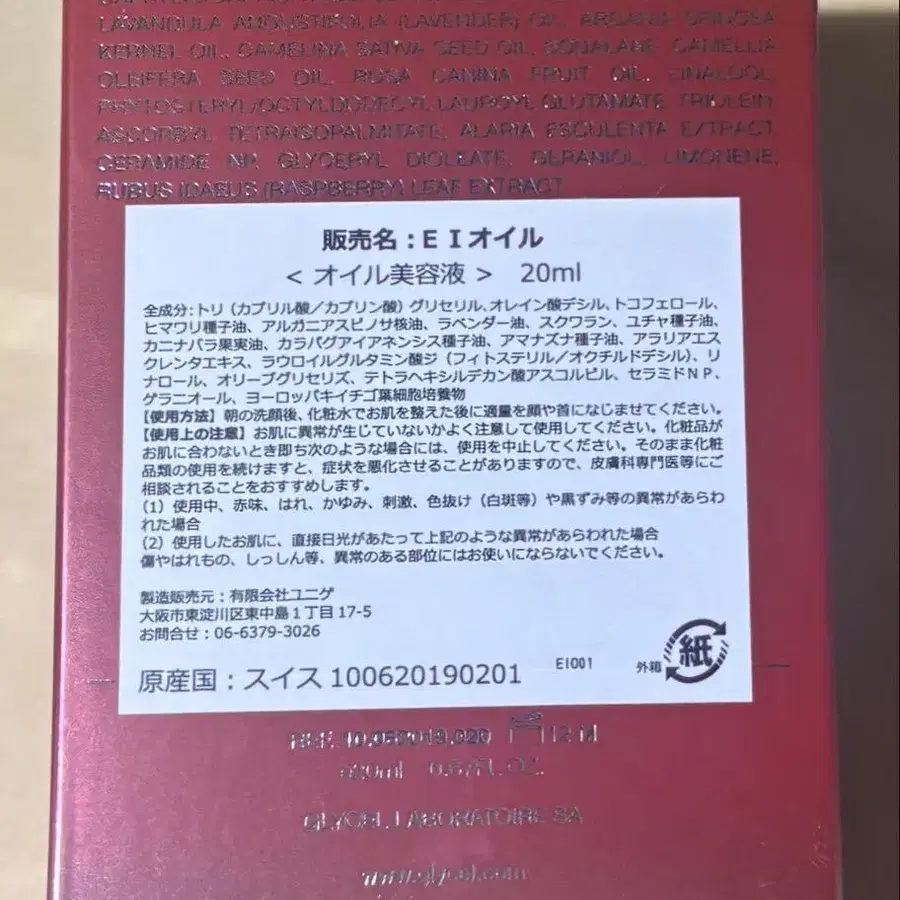 LAVANDULA ANGUSTIFOLIA (LAVENDER) OIL, ARGANIA SPINOSA
KERNEL OIL, CAMELINA SATIVA SEED OIL, SQUALANE, CAMELLIA
OLEIFERA SEED OIL, ROSA CANINA FRUIT OIL, LINALOOL,
PHYTOSTERYL/OCTYLDODECYL LAUROYL GLUTAMATE, TRIOLEIN,
ASCORBYL TETRAISOPALMITATE, ALARIA ESCULENTA EXTRACT,
CERAMIDE NP, GLYCERYL DIOLEATE, GERANIOL, LIMONENE,
RUBUS IDAEUS (RASPBERRY) LEAF EXTRACT
販売名：ＥＩオイル
< オイル美容液 > 20ml
全成分：トリ（カプリル酸／カプリン酸）グリセリル、オレイン酸デシル、トコフェロール、
ヒマワリ種子油、アルガニアスピノサ核油、ラベンダー油、スクワラン、ユチャ種子油、
カニナバラ果実油、カラパグアイアネンシス種子油、アマナズナ種子油、アラリアエス
クレンタエキス、ラウロイルグルタミン酸ジ（フィトステリル／オクチルドデシル）、リ
ナロール、オリーブグリセリズ、テトラヘキシルデカン酸アスコルビル、セラミドＮＰ、
ゲラニオール、ヨーロッパキイチゴ葉細胞培養物
【使用方法】朝の洗顔後、化粧水でお肌を整えた後に適量を顔や首になじませてください。
【使用上の注意】お肌に異常が生じていないかよく注意して使用してください。化粧品が
お肌に合わないとき即ち次のような場合には、使用を中止してください。そのまま化粧
品類の使用を続けますと、症状を悪化させることがありますので、皮膚科専門医等にご
相談されることをおすすめします。
（1）使用中、赤味、はれ、かゆみ、刺激、色抜け（白斑等）や黒ずみ等の異常があらわ
れた場合
（2）使用したお肌に、直接日光があたって上記のような異常があらわれた場合
傷やはれもの、しっしん等、異常のある部位にはお使いにならないでください。
製造販売元：有限会社ユニゲ
大阪市東淀川区東中島１丁目17-5
お問合せ：06-6379-3026
原産国：スイス 100620190201 EI001 外箱 紙
REF. 12 M
e20ml 0.67FL.OZ.
GLYCEL LABORATOIRE SA
www.glycel.com